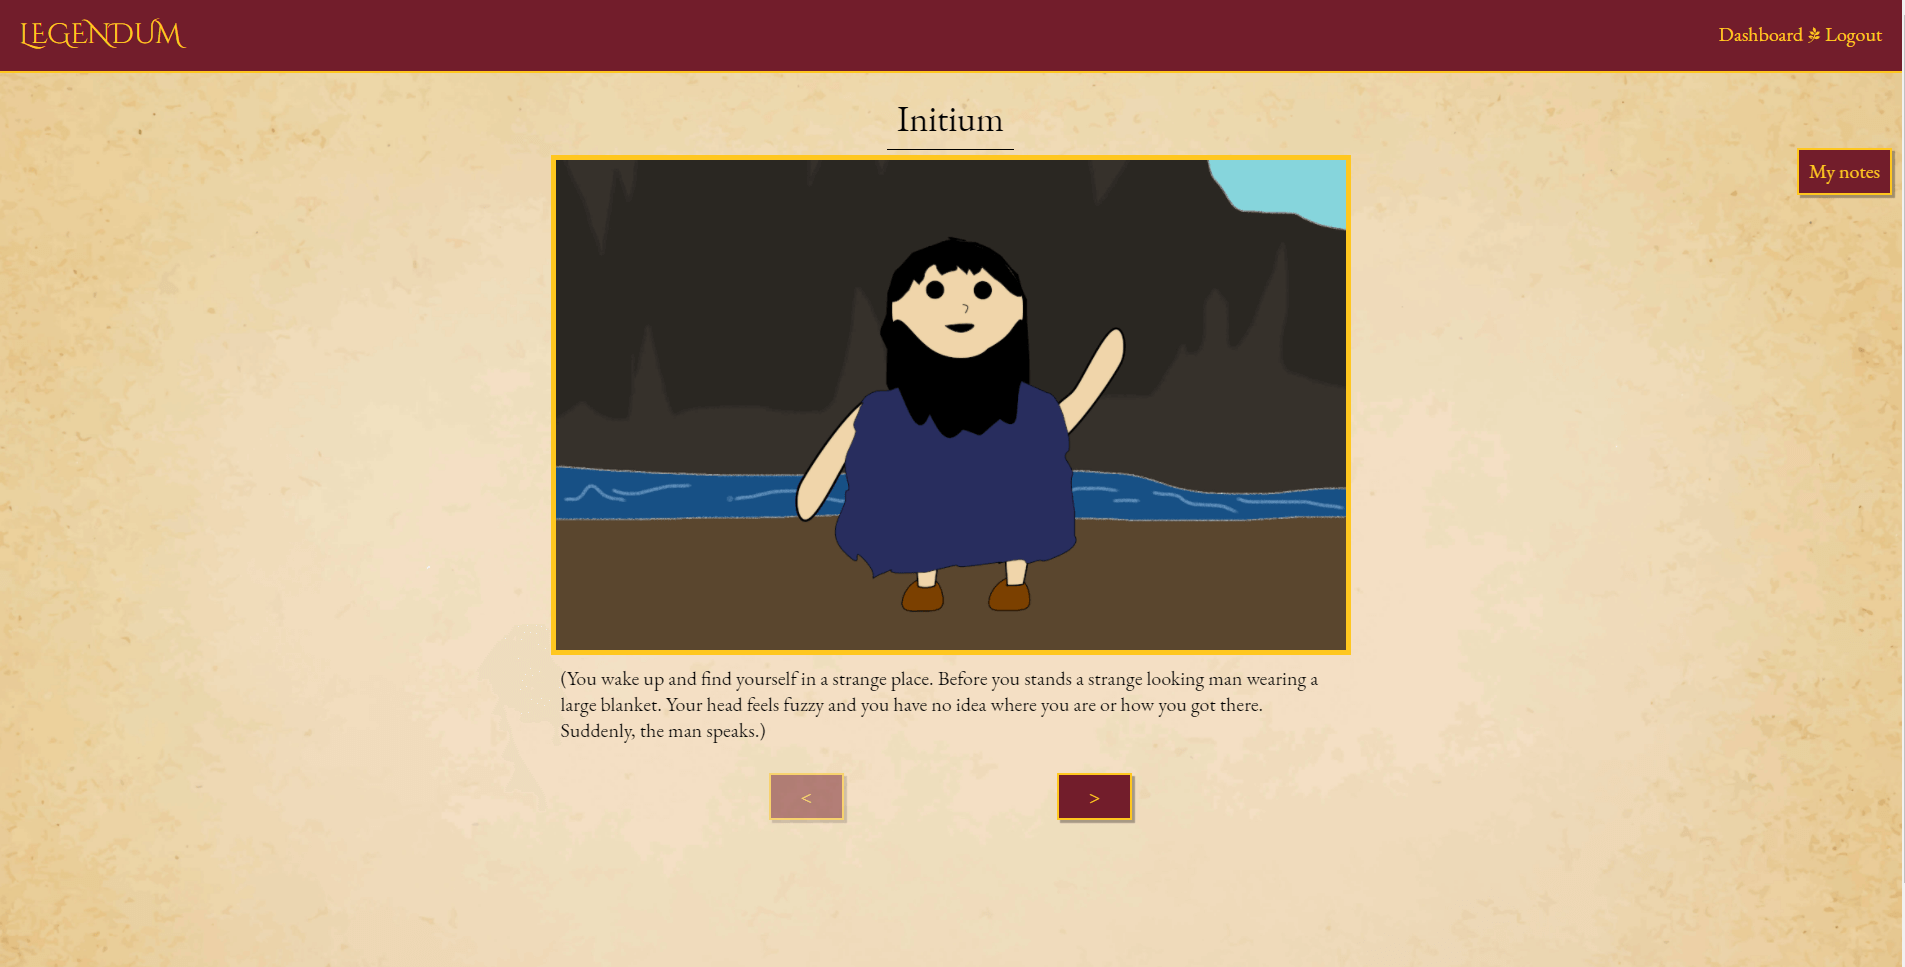 LEGENDUM
Dashboard Logout
Initium
My notes
(You wake up and find yourself in a strange place. Before you stands a strange looking man wearing a
large blanket. Your head feels fuzzy and you have no idea where you are or how you got there.
Suddenly, the man speaks.)
< >